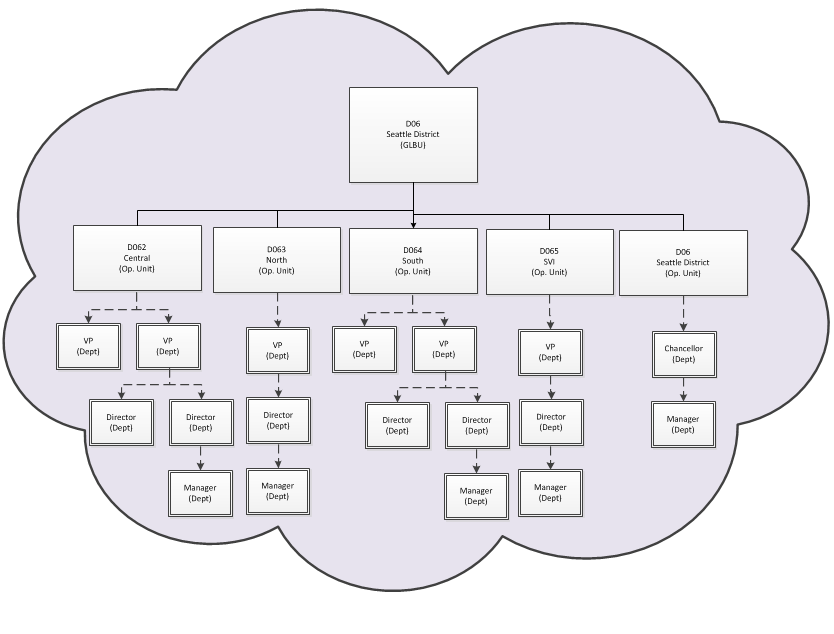 D06
Seattle District
(GLBU)
D062
Central
(Op. Unit)
D063
North
(Op. Unit)
D064
South
(Op. Unit)
D065
SVI
(Op. Unit)
D06
Seattle District
(Op. Unit)
VP
(Dept)
VP
(Dept)
VP
(Dept)
VP
(Dept)
VP
(Dept)
VP
(Dept)
Chancellor
(Dept)
Director
(Dept)
Director
(Dept)
Director
(Dept)
Director
(Dept)
Director
(Dept)
Director
(Dept)
Manager
(Dept)
Manager
(Dept)
Manager
(Dept)
Manager
(Dept)
Manager
(Dept)